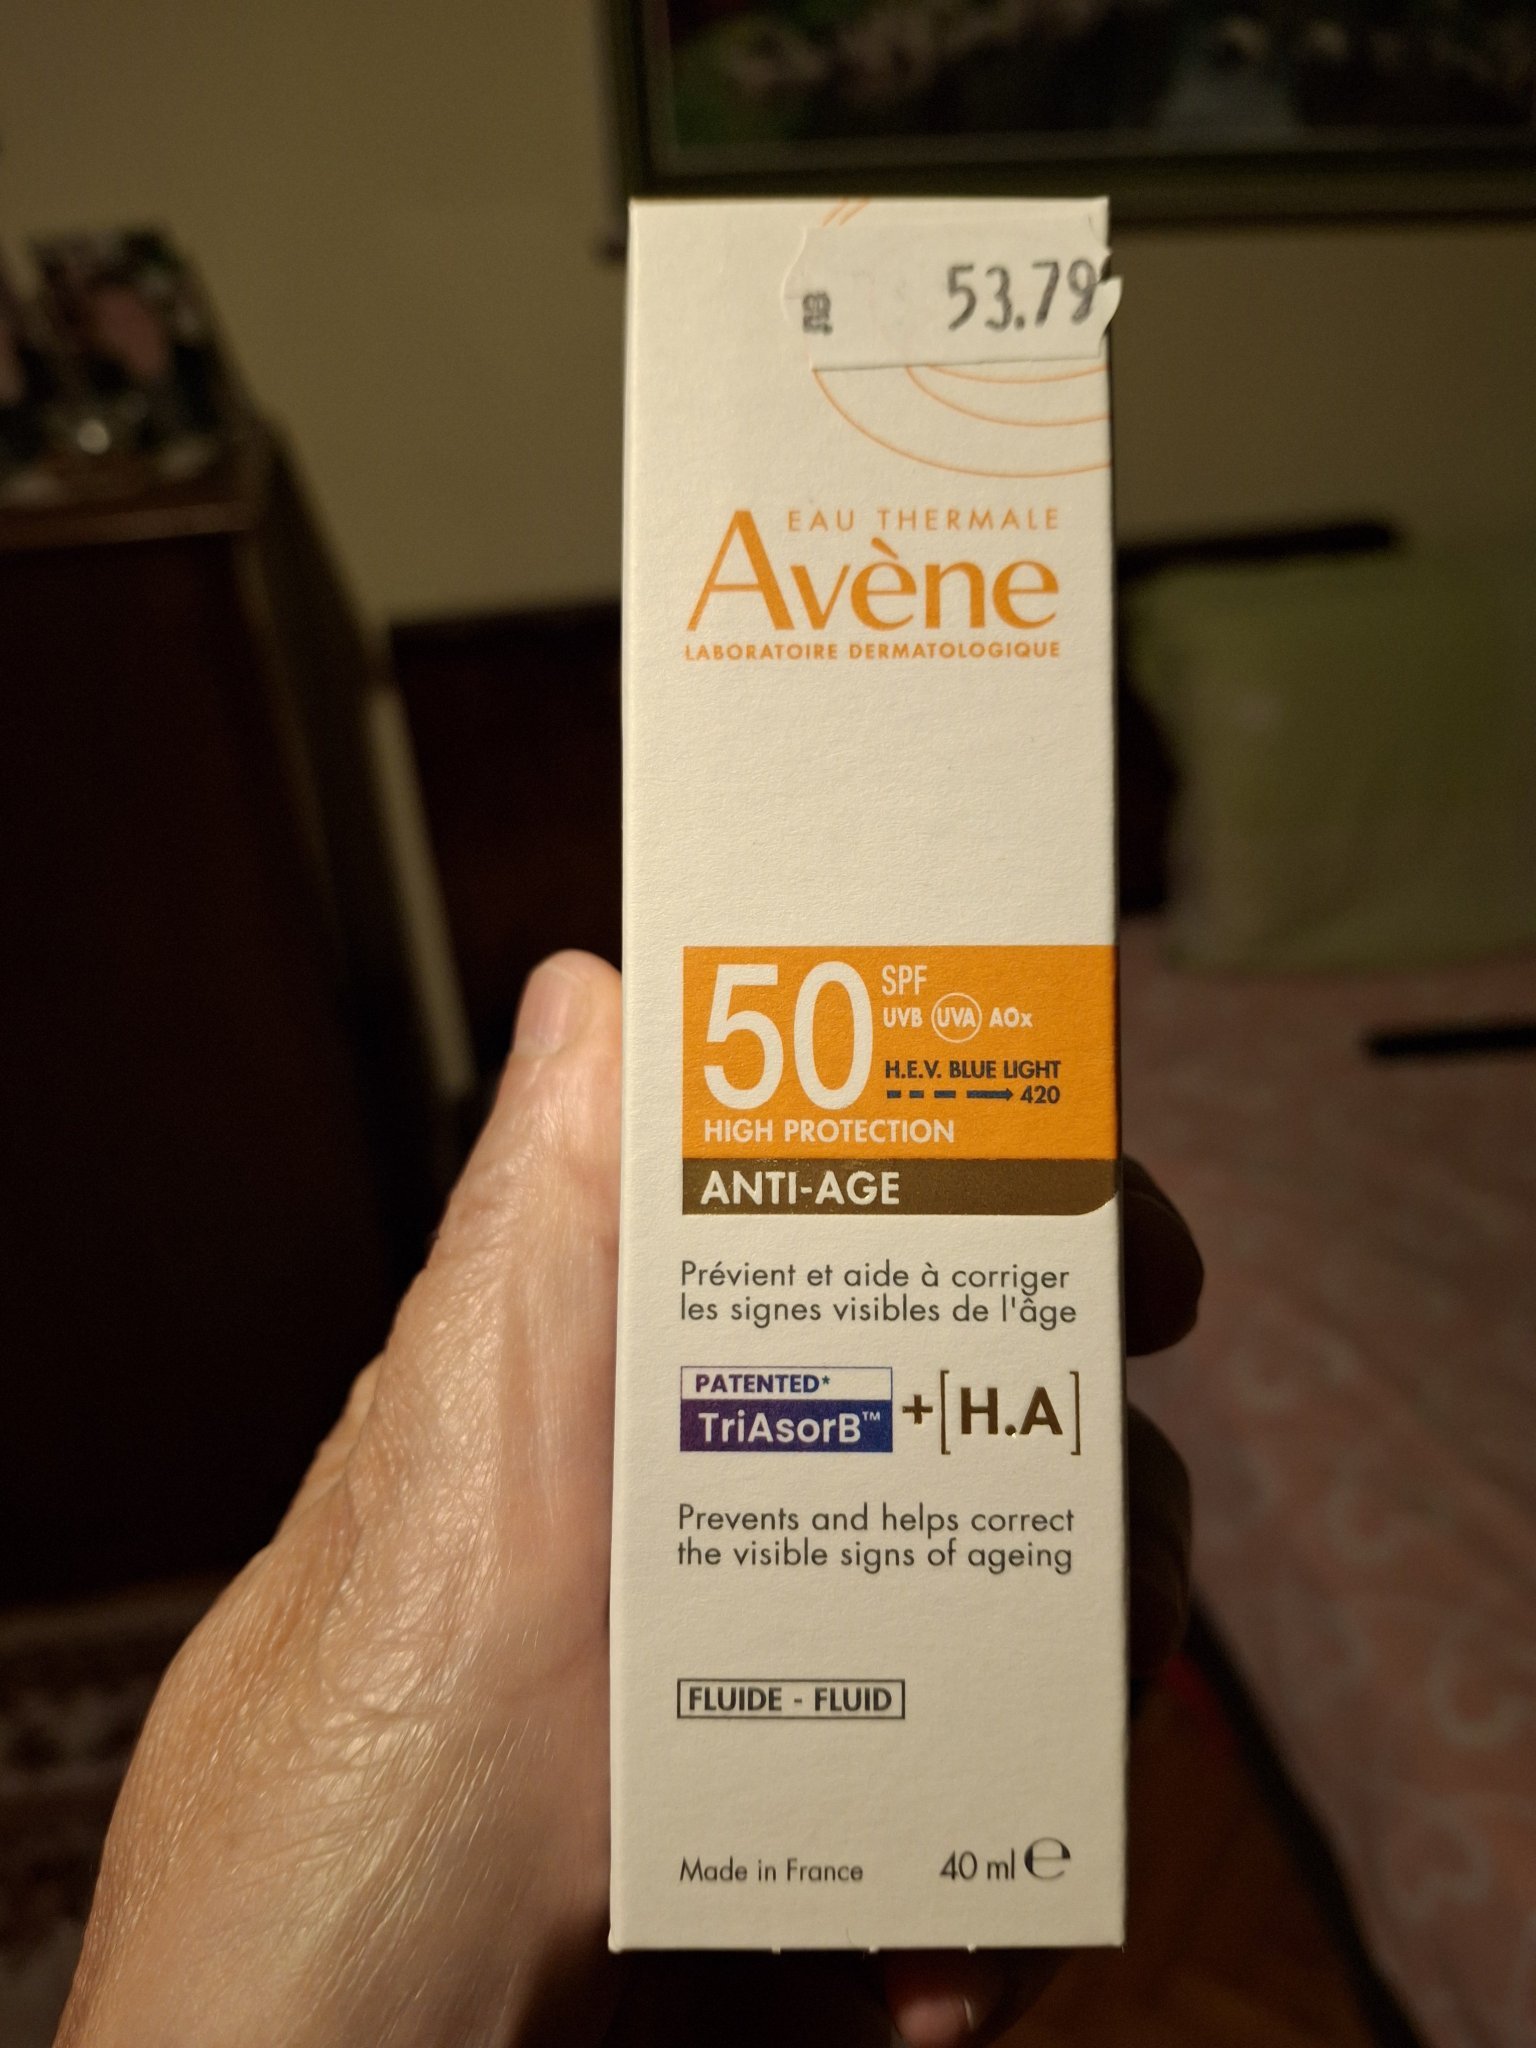 53.79
EAU THERMALE
Avène
LABORATOIRE DERMATOLOGIQUE
50 SPF
UVB UVA AOx
H.E.V. BLUE LIGHT
420
HIGH PROTECTION
ANTI-AGE
Prévient et aide à corriger
les signes visibles de l'âge
PATENTED*
TriAsorB™ + [H.A]
Prevents and helps correct
the visible signs of ageing
FLUIDE - FLUID
Made in France 40 ml ℮